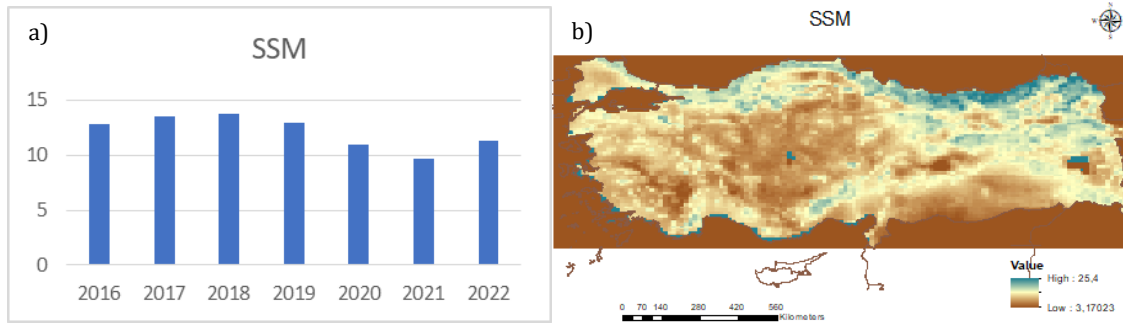 a)
SSM
15
10
5
0
2016 2017 2018 2019 2020 2021 2022
b)
SSM
N
W
S
Value
High : 25,4
Low : 3,17023
0 70 140 280 420 560
Kilometers